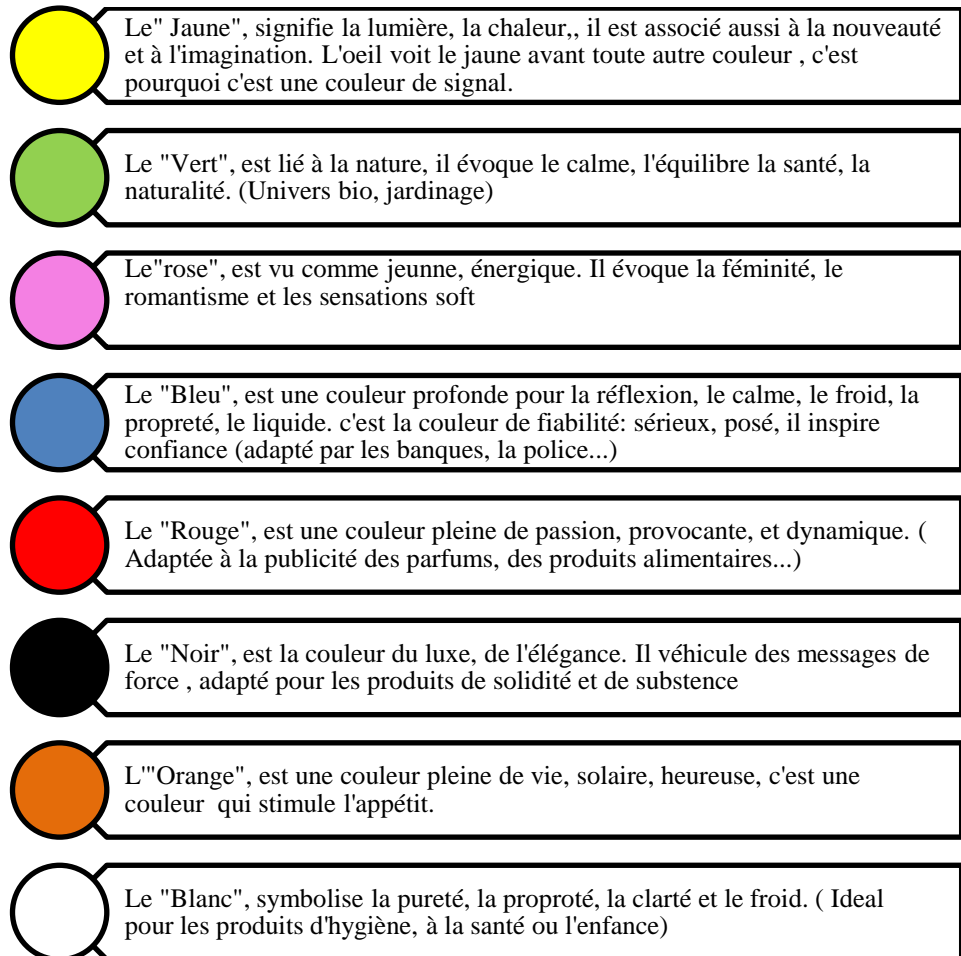 Le" Jaune", signifie la lumière, la chaleur,, il est associé aussi à la nouveauté
et à l'imagination. L'oeil voit le jaune avant toute autre couleur , c'est
pourquoi c'est une couleur de signal.
Le "Vert", est lié à la nature, il évoque le calme, l'équilibre la santé, la
naturalité. (Univers bio, jardinage)
Le"rose", est vu comme jeunne, énergique. Il évoque la féminité, le
romantisme et les sensations soft
Le "Bleu", est une couleur profonde pour la réflexion, le calme, le froid, la
propreté, le liquide. c'est la couleur de fiabilité: sérieux, posé, il inspire
confiance (adapté par les banques, la police...)
Le "Rouge", est une couleur pleine de passion, provocante, et dynamique. (
Adaptée à la publicité des parfums, des produits alimentaires...)
Le "Noir", est la couleur du luxe, de l'élégance. Il véhicule des messages de
force , adapté pour les produits de solidité et de substence
L'"Orange", est une couleur pleine de vie, solaire, heureuse, c'est une
couleur  qui stimule l'appétit.
Le "Blanc", symbolise la pureté, la proproté, la clarté et le froid. ( Ideal
pour les produits d'hygiène, à la santé ou l'enfance)